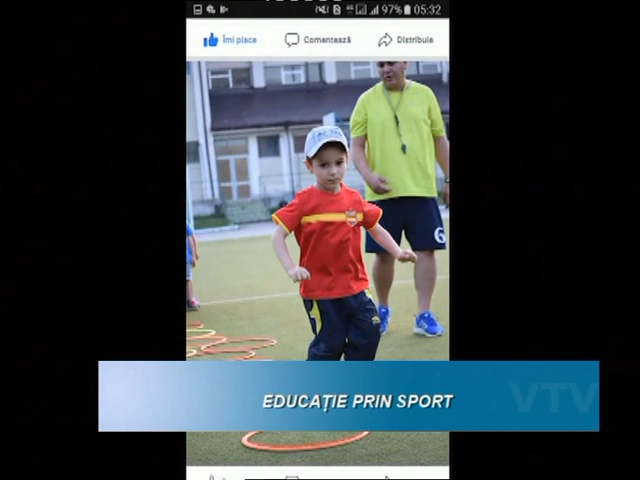 97% 05:32
Îmi place Comentează Distribuie
6
EDUCAȚIE PRIN SPORT
VTV